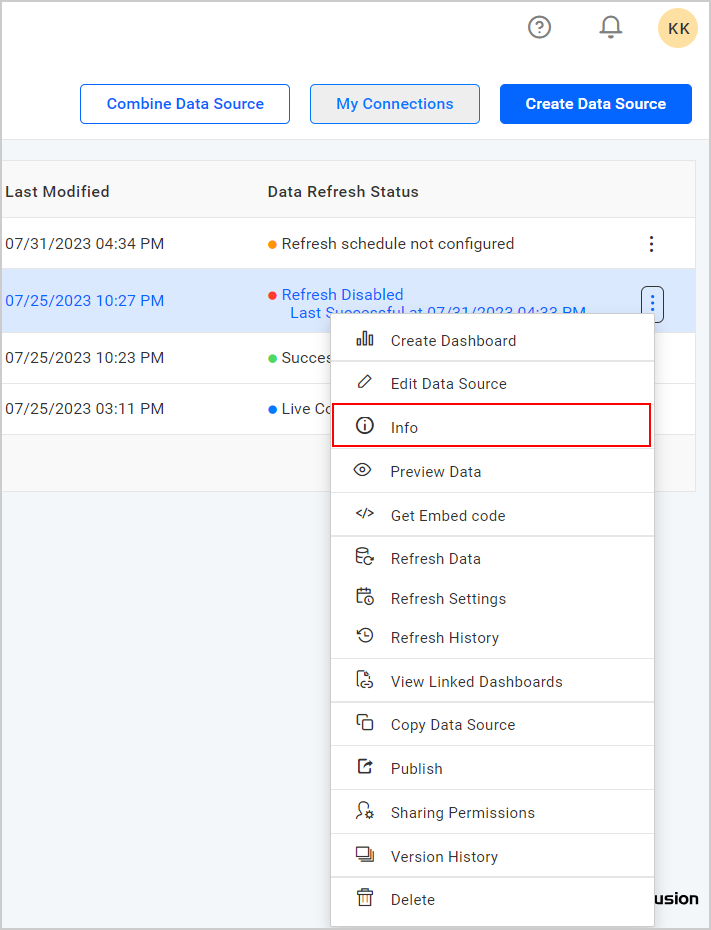 KK
Combine Data Source
My Connections
Create Data Source
Last Modified
Data Refresh Status
07/31/2023 04:34 PM
Refresh schedule not configured
07/25/2023 10:27 PM
Refresh Disabled
Last Successful at 07/31/2023 04:33 PM
07/25/2023 10:23 PM
Succes
07/25/2023 03:11 PM
Live Co
Create Dashboard
Edit Data Source
Info
Preview Data
Get Embed code
Refresh Data
Refresh Settings
Refresh History
View Linked Dashboards
Copy Data Source
Publish
Sharing Permissions
Version History
Delete
usion